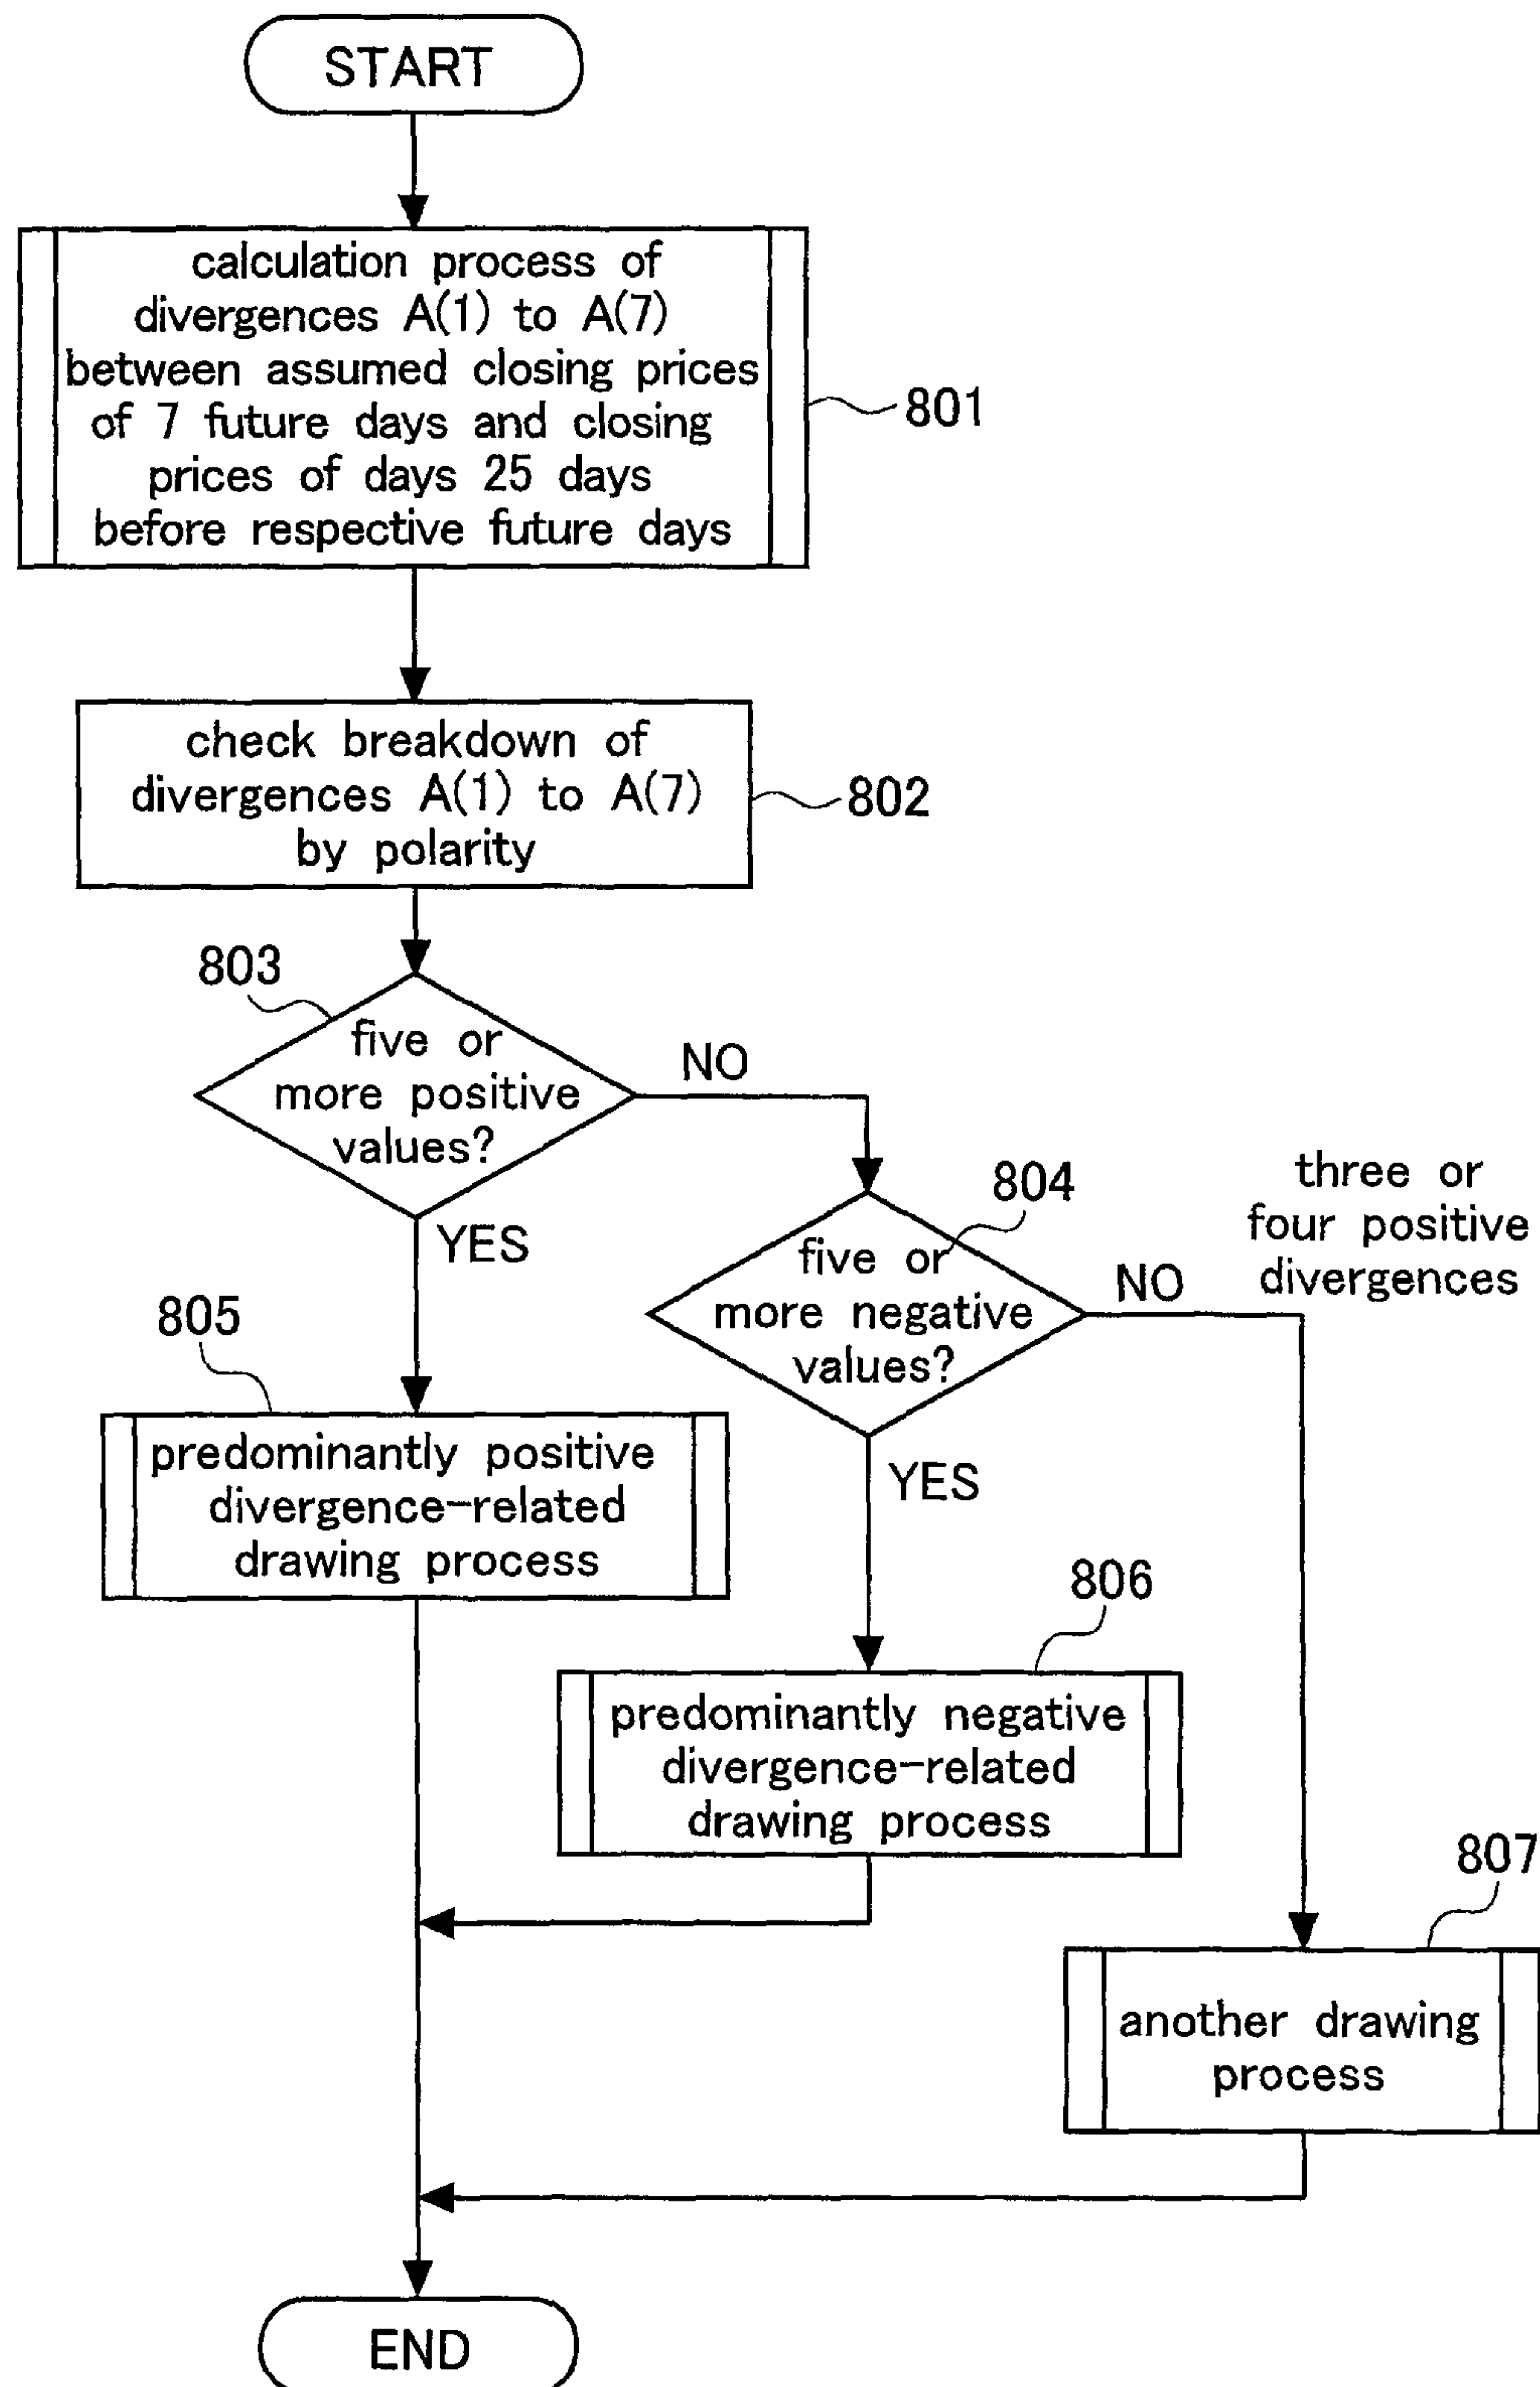 START
calculation process of
divergences A(1) to A(7)
between assumed closing prices
of 7 future days and closing
prices of days 25 days
before respective future days
801
check breakdown of
divergences A(1) to A(7)
by polarity
802
803
five or
more positive
values?
NO
YES
804
five or
more negative
values?
NO
three or
four positive
divergences
YES
805
predominantly positive
divergence-related
drawing process
806
predominantly negative
divergence-related
drawing process
807
another drawing
process
END